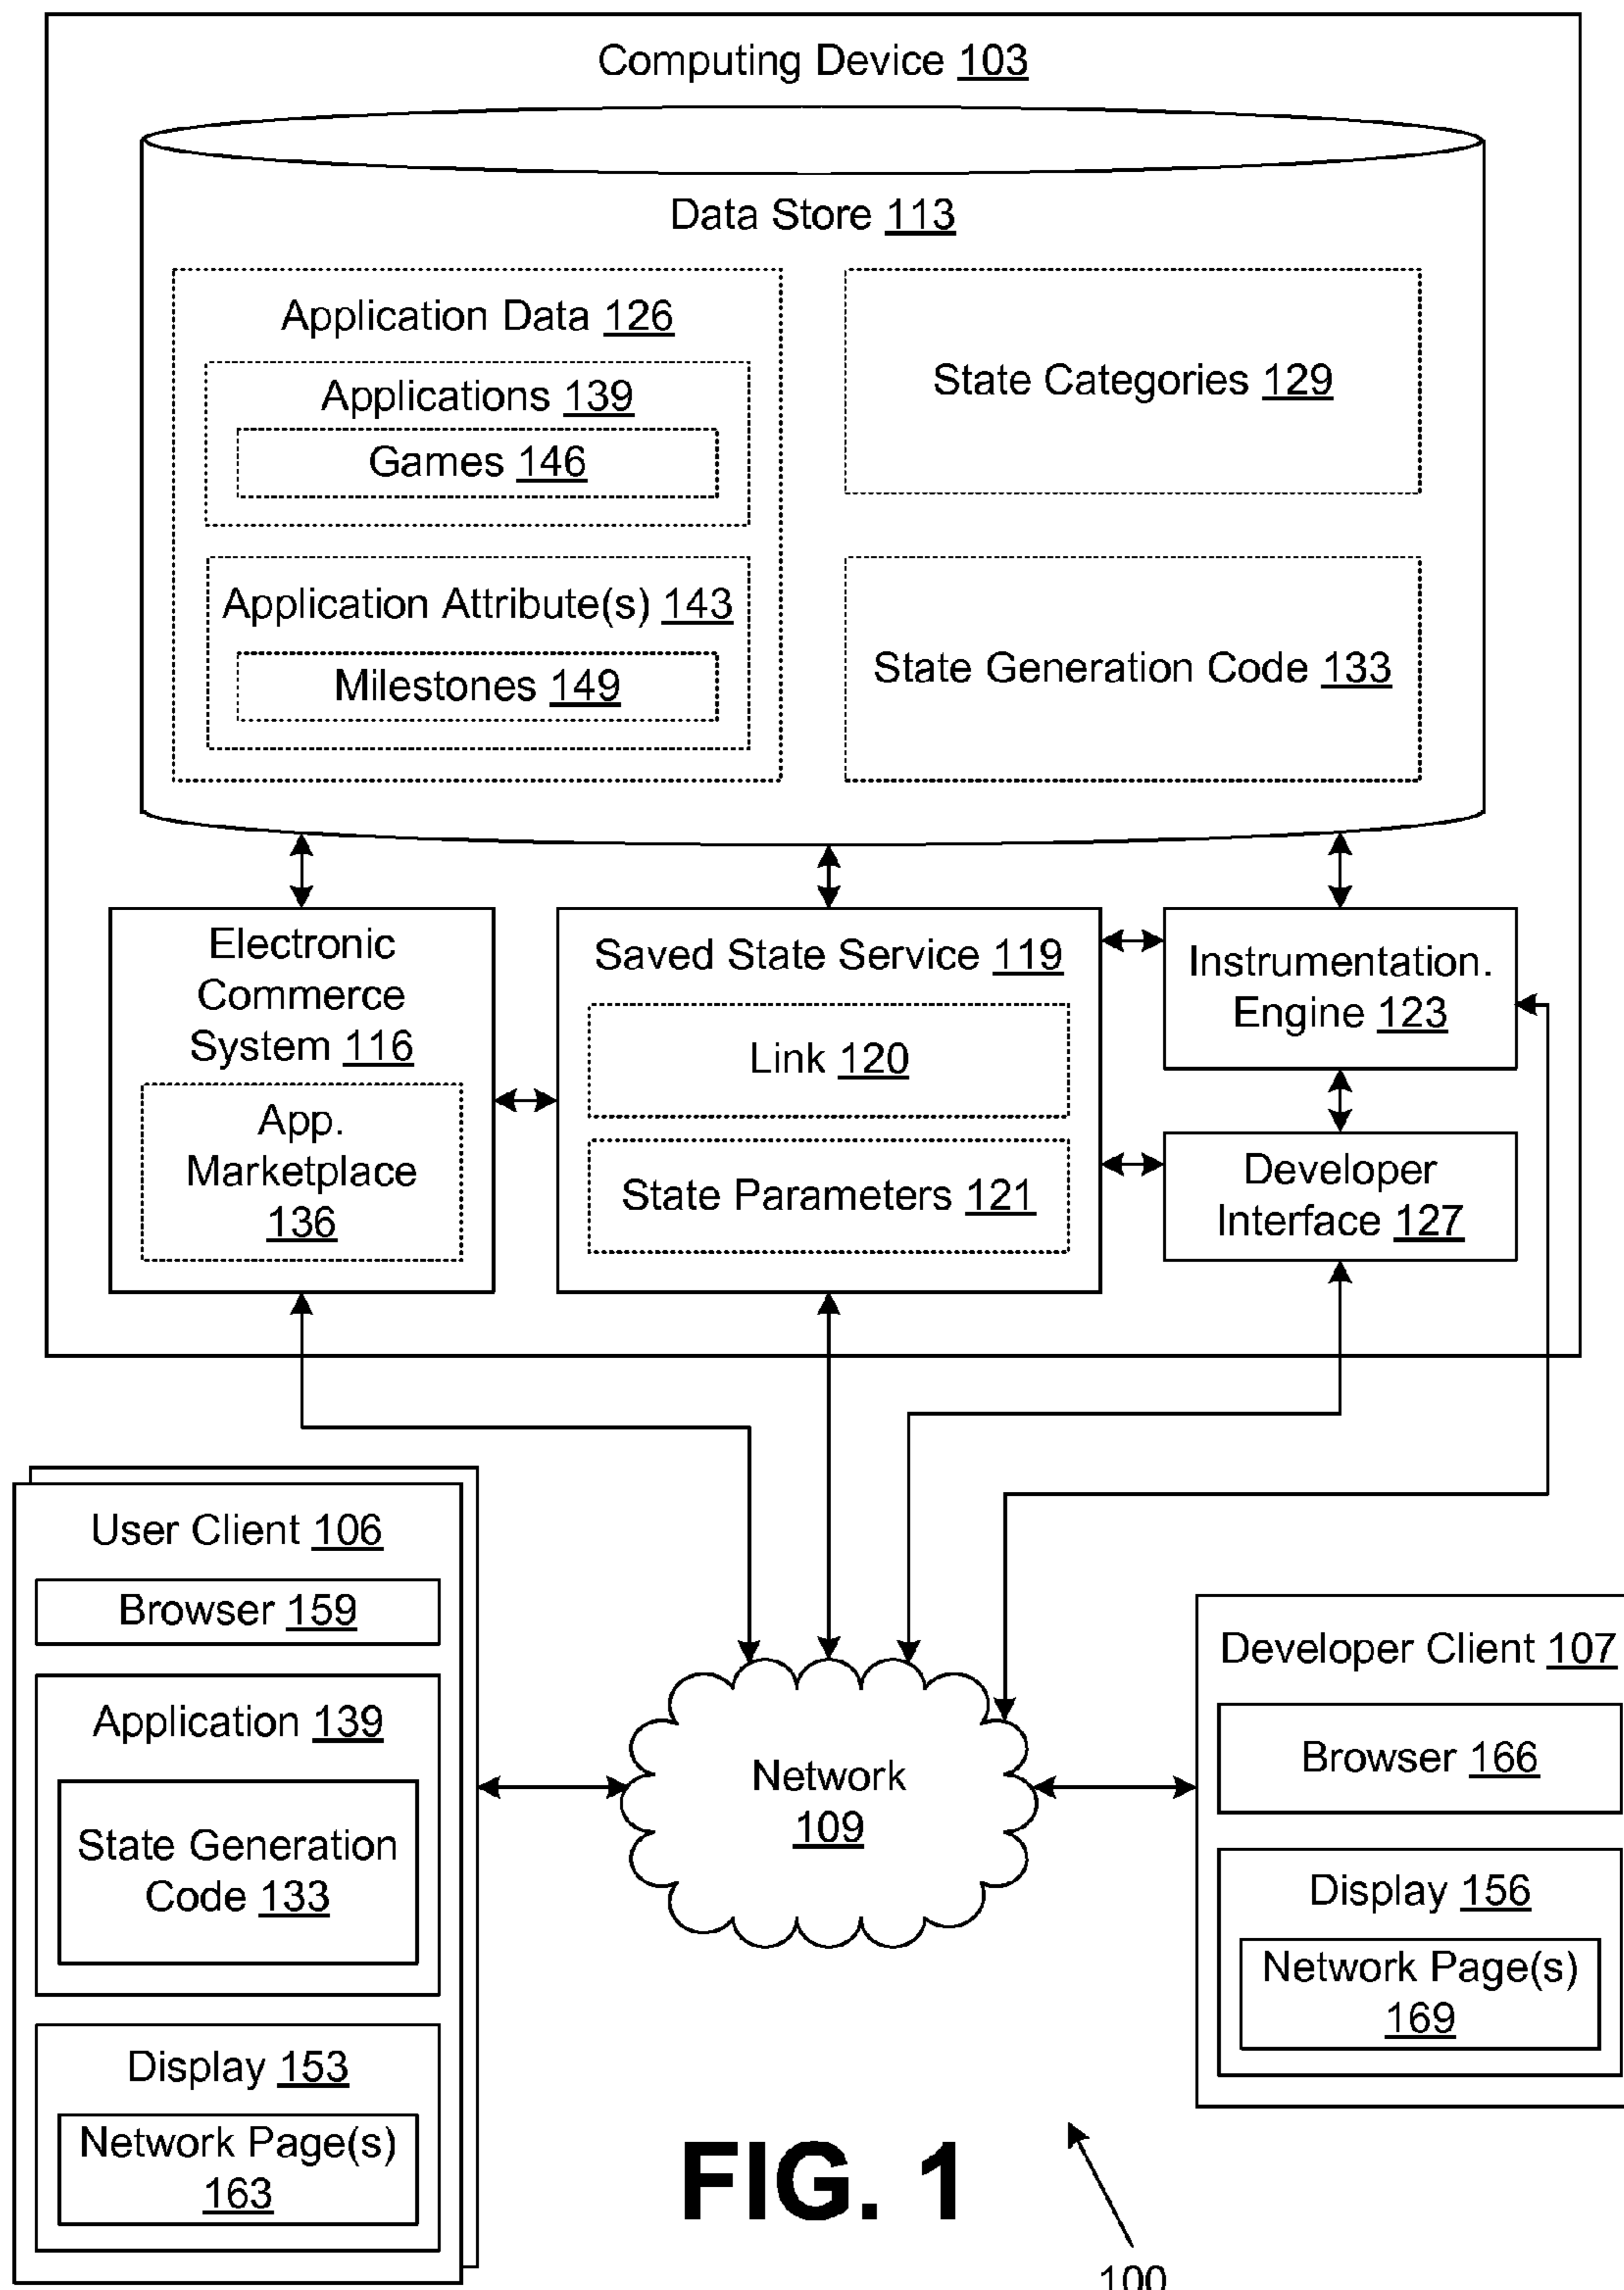 Computing Device 103
Data Store 113
Application Data 126
Applications 139
Games 146
Application Attribute(s) 143
Milestones 149
State Categories 129
State Generation Code 133
Electronic
Commerce
System 116
App.
Marketplace
136
Saved State Service 119
Link 120
State Parameters 121
Instrumentation.
Engine 123
Developer
Interface 127
User Client 106
Browser 159
Application 139
State Generation
Code 133
Display 153
Network Page(s)
163
Network
109
Developer Client 107
Browser 166
Display 156
Network Page(s)
169
FIG. 1
100